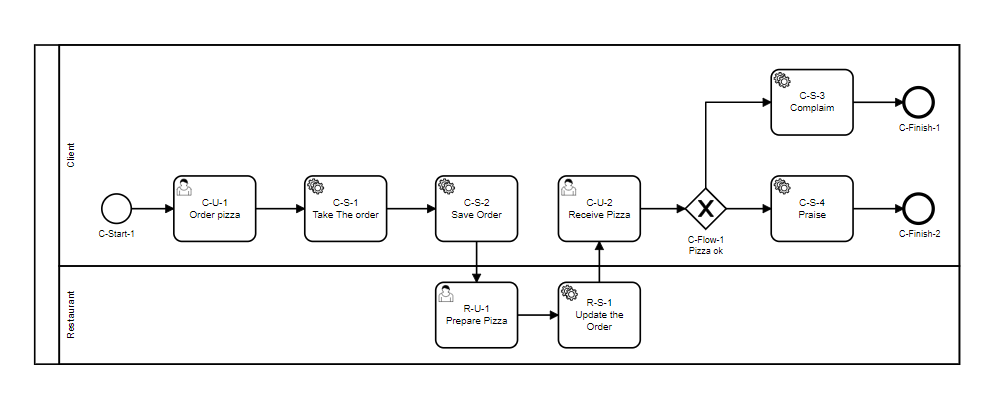 Client
C-Start-1
C-U-1
Order pizza
C-S-1
Take The order
C-S-2
Save Order
C-U-2
Receive Pizza
C-Flow-1
Pizza ok
C-S-3
Complaim
C-Finish-1
C-S-4
Praise
C-Finish-2
Restaurant
R-U-1
Prepare Pizza
R-S-1
Update the
Order